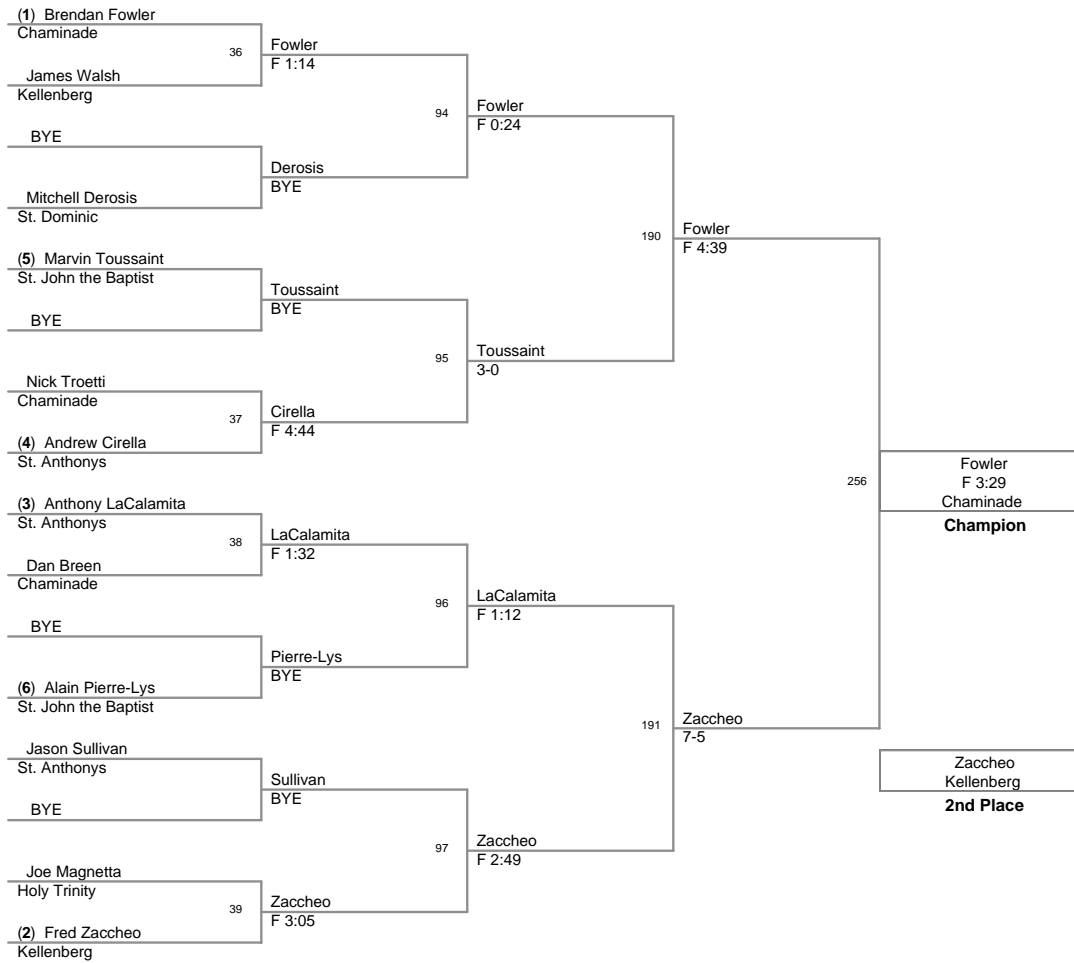 (1) Brendan Fowler
Chaminade
36
James Walsh
Kellenberg
Fowler
F 1:14
BYE
Mitchell Derosis
St. Dominic
Derosis
BYE
94
Fowler
F 0:24
(5) Marvin Toussaint
St. John the Baptist
BYE
Toussaint
BYE
Nick Troetti
Chaminade
37
(4) Andrew Cirella
St. Anthonys
Cirella
F 4:44
95
Toussaint
3-0
190
Fowler
F 4:39
(3) Anthony LaCalamita
St. Anthonys
38
Dan Breen
Chaminade
LaCalamita
F 1:32
BYE
(6) Alain Pierre-Lys
St. John the Baptist
Pierre-Lys
BYE
96
LaCalamita
F 1:12
Jason Sullivan
St. Anthonys
BYE
Sullivan
BYE
Joe Magnetta
Holy Trinity
39
(2) Fred Zaccheo
Kellenberg
Zaccheo
F 3:05
97
Zaccheo
F 2:49
191
Zaccheo
7-5
256
Fowler
F 3:29
Chaminade
Champion
Zaccheo
Kellenberg
2nd Place